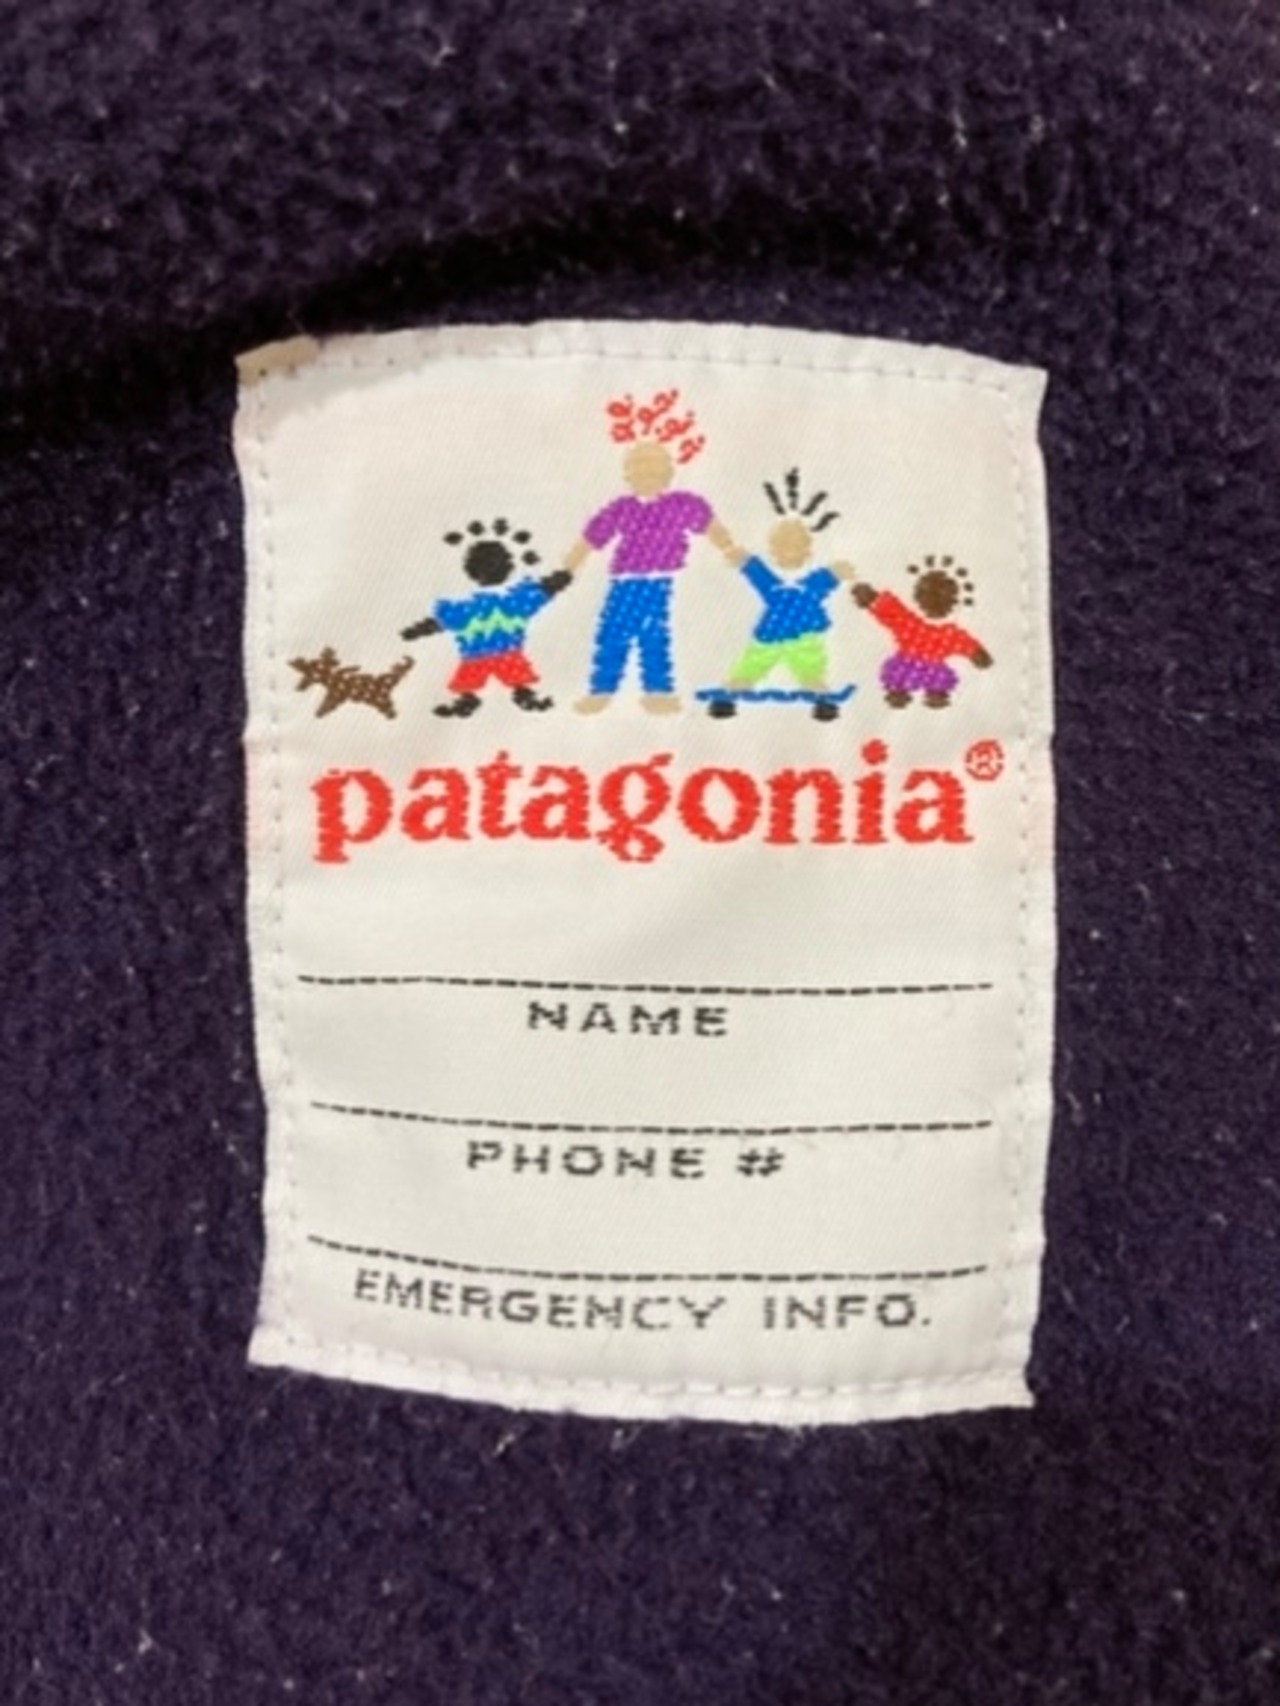 patagonia®
NAME
PHONE #
EMERGENCY INFO.